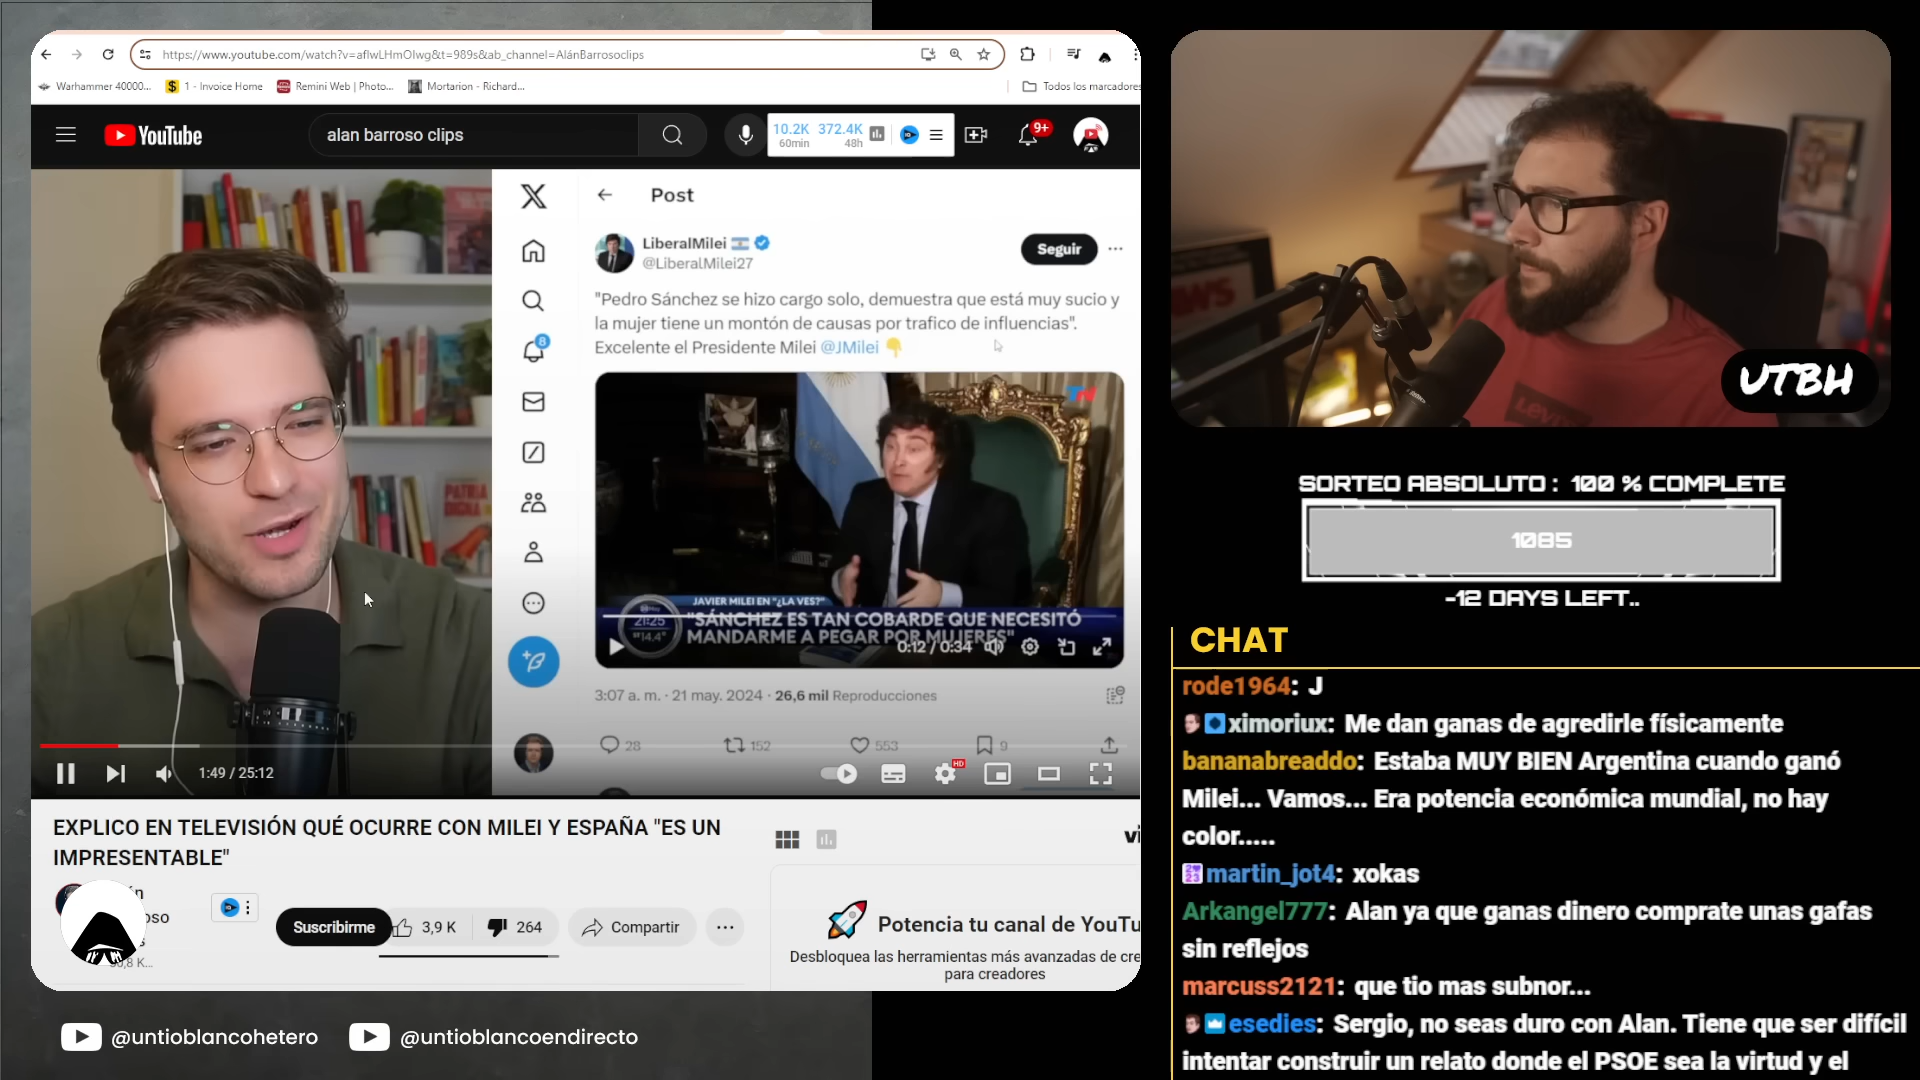 https://www.youtube.com/watch?v=aflwLHmOIwg&t=989s&ab_channel=AlánBarrosoclips
Warhammer 40000...
1 - Invoice Home
Remini Web | Photo...
Mortarion - Richard...
Todos los marcadores
YouTube
alan barroso clips
10.2K 372.4K
60min 48h
9+
Post
LiberalMilei
@LiberalMilei27
Seguir
"Pedro Sánchez se hizo cargo solo, demuestra que está muy sucio y
la mujer tiene un montón de causas por trafico de influencias".
Excelente el Presidente Milei @JMilei
8
TN
JAVIER MILEI EN "¿LA VES?"
21:25
"SÁNCHEZ ES TAN COBARDE QUE NECESITÓ
MANDARME A PEGAR POR MUJERES"
0:12 / 0:34
3:07 a. m. · 21 may. 2024 · 26,6 mil Reproducciones
28
152
553
9
PATRIA
DIGNA
1:49 / 25:12
HD
EXPLICO EN TELEVISIÓN QUÉ OCURRE CON MILEI Y ESPAÑA "ES UN
IMPRESENTABLE"
Suscribirme
3,9 K
264
Compartir
Potencia tu canal de YouTu
Desbloquea las herramientas más avanzadas de cre
para creadores
@untioblancohetero
@untioblancoendirecto
LEVI'S
UTBH
SORTEO ABSOLUTO : 100 % COMPLETE
1085
-12 DAYS LEFT..
CHAT
rode1964: J
ximoriux: Me dan ganas de agredirle físicamente
bananabreaddo: Estaba MUY BIEN Argentina cuando ganó
Milei... Vamos... Era potencia económica mundial, no hay
color.....
martin_jot4: xokas
Arkangel777: Alan ya que ganas dinero comprate unas gafas
sin reflejos
marcuss2121: que tio mas subnor...
esedies: Sergio, no seas duro con Alan. Tiene que ser difícil
intentar construir un relato donde el PSOE sea la virtud y el